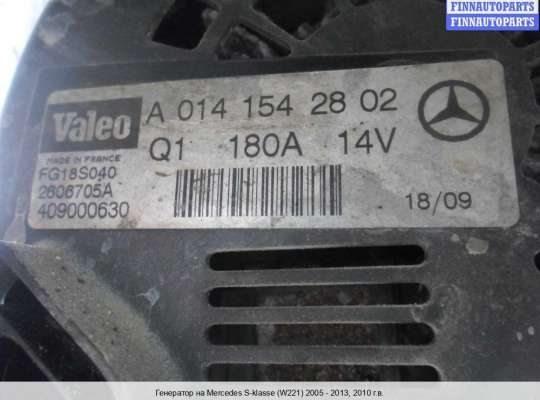 FINNAUTOPARTS
FINNAUTOPARTS
Valeo
A 014 154 28 02
MADE IN FRANCE
Q1 180A 14V
FG18S040
2606705A
409000630
18/09
Генератор на Mercedes S-klasse (W221) 2005 - 2013, 2010 г.в.